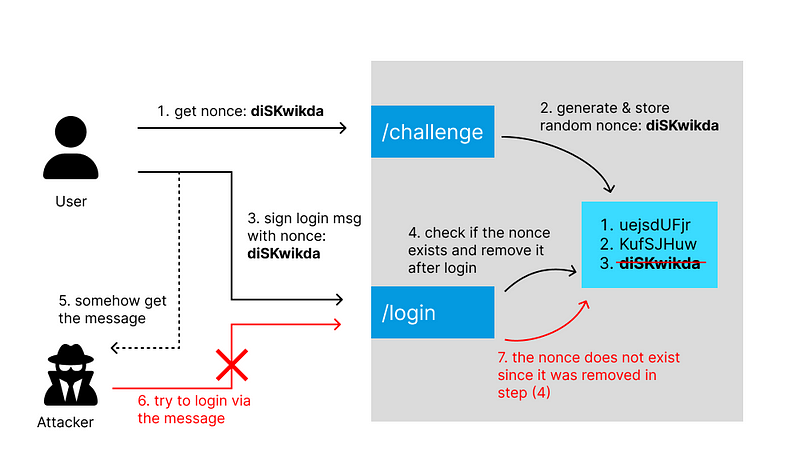 1. get nonce: diSKwikda
2. generate & store
random nonce: diSKwikda
/challenge
User
3. sign login msg
with nonce:
diSKwikda
4. check if the nonce
exists and remove it
after login
1. uejsdUFjr
2. KufSJHuw
3. diSKwikda
5. somehow get
the message
/login
Attacker
6. try to login via
the message
7. the nonce does not exist
since it was removed in
step (4)